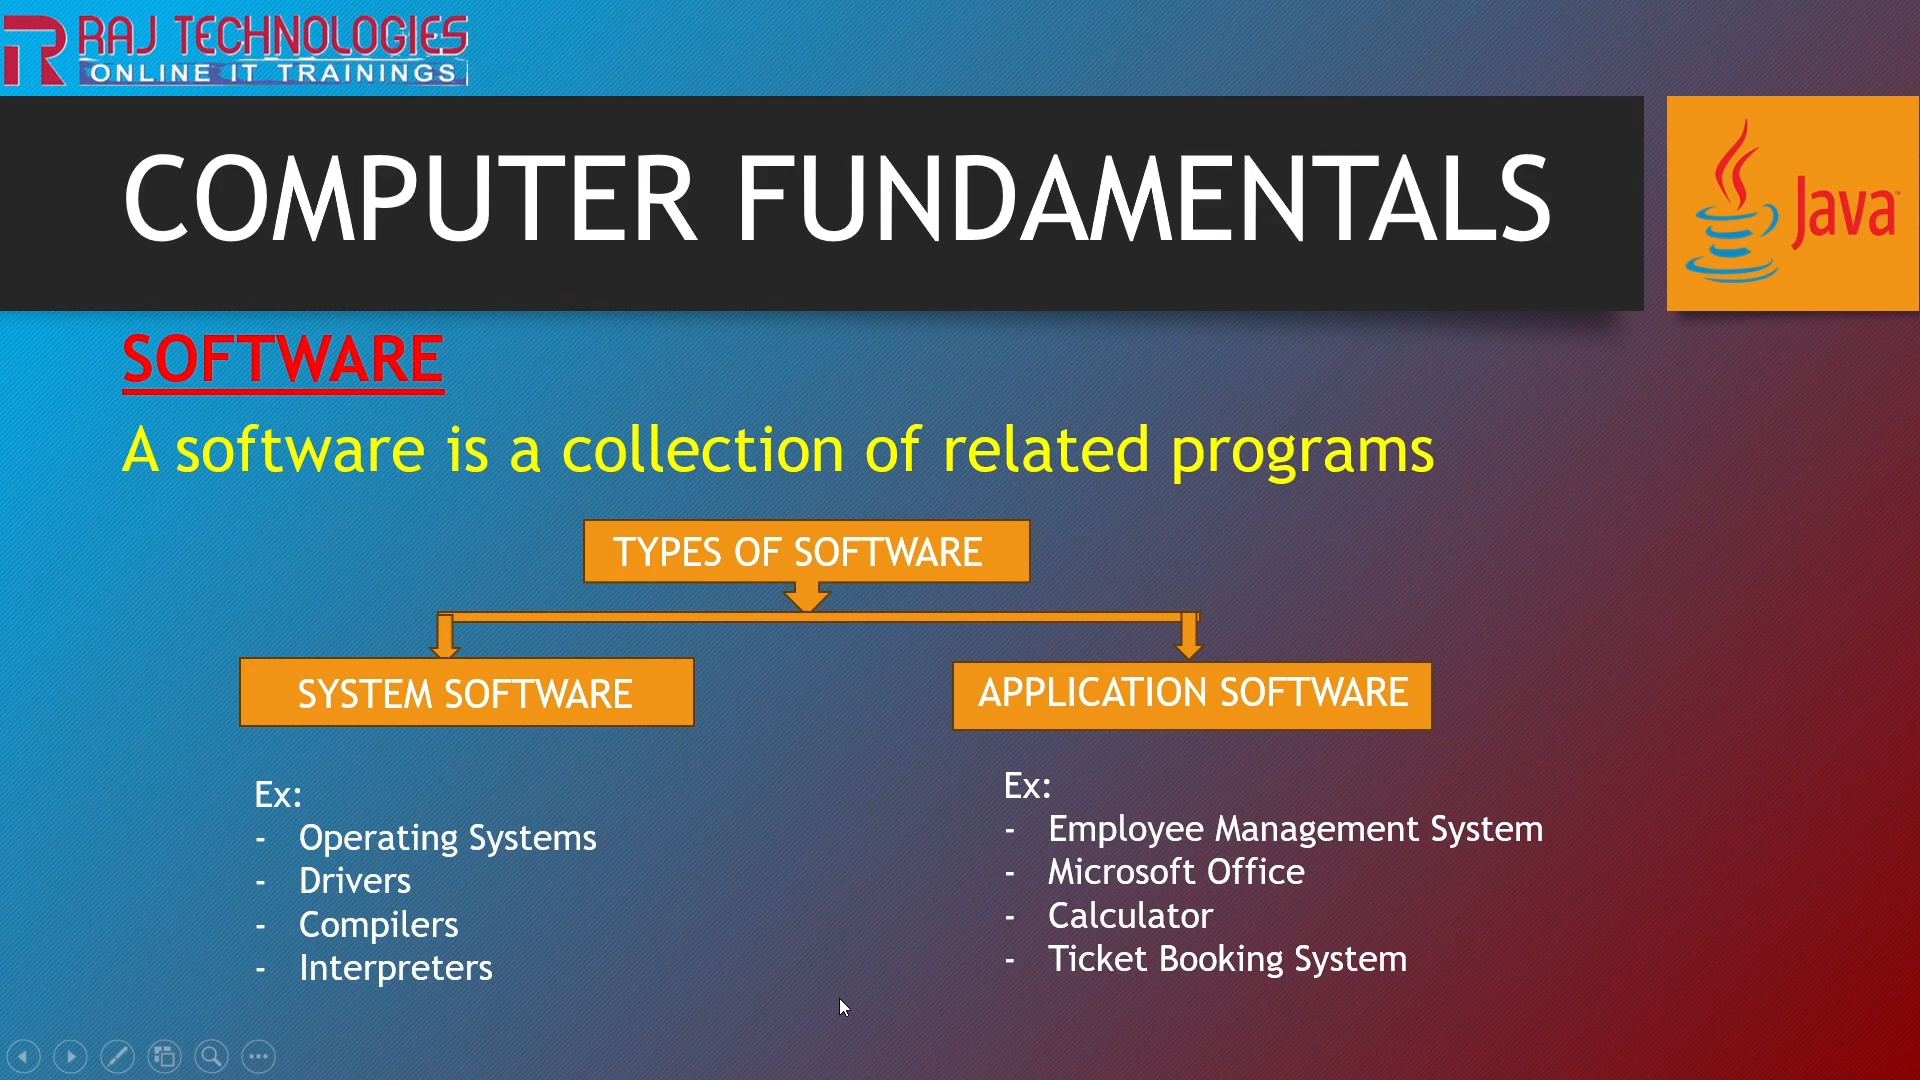 RAJ TECHNOLOGIES
ONLINE IT TRAININGS
COMPUTER FUNDAMENTALS
Java™
SOFTWARE
A software is a collection of related programs
TYPES OF SOFTWARE
SYSTEM SOFTWARE
APPLICATION SOFTWARE
Ex:
- Operating Systems
- Drivers
- Compilers
- Interpreters
Ex:
- Employee Management System
- Microsoft Office
- Calculator
- Ticket Booking System